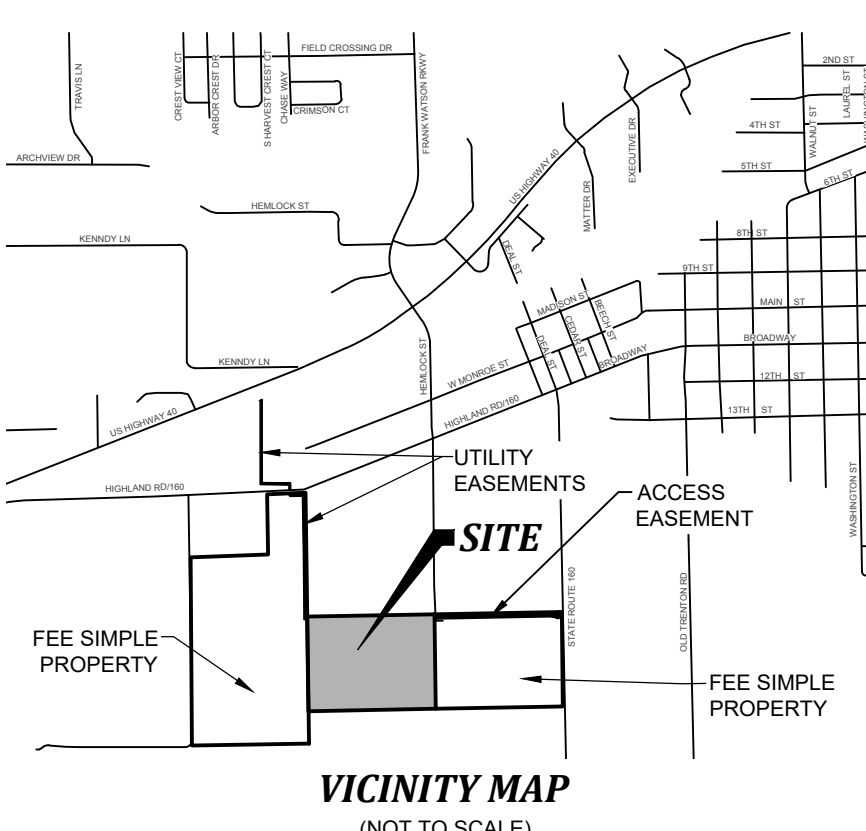 TRAVIS LN
CREST VIEW CT
ARBOR CREST DR
S HARVEST CREST CT
CHASE WAY
FIELD CROSSING DR
CRIMSON CT
FRANK WATSON RKWY
2ND ST
LAUREL ST
4TH ST
WALNUT ST
5TH ST
6TH ST
ARCHVIEW DR
US HIGHWAY 40
EXECUTIVE DR
MATTER DR
HEMLOCK ST
KENNDY LN
DEAL ST
8TH ST
9TH ST
MADISON ST
BEECH ST
CEDAR ST
DEAL ST
MAIN ST
BROADWAY
BROADWAY
KENNDY LN
HEMLOCK ST
W MONROE ST
12TH ST
HIGHLAND RD/160
13TH ST
US HIGHWAY 40
UTILITY
EASEMENTS
HIGHLAND RD/160
ACCESS
EASEMENT
WASHINGTON ST
SITE
STATE ROUTE 160
OLD TRENTON RD
FEE SIMPLE
PROPERTY
FEE SIMPLE
PROPERTY
VICINITY MAP
(NOT TO SCALE)